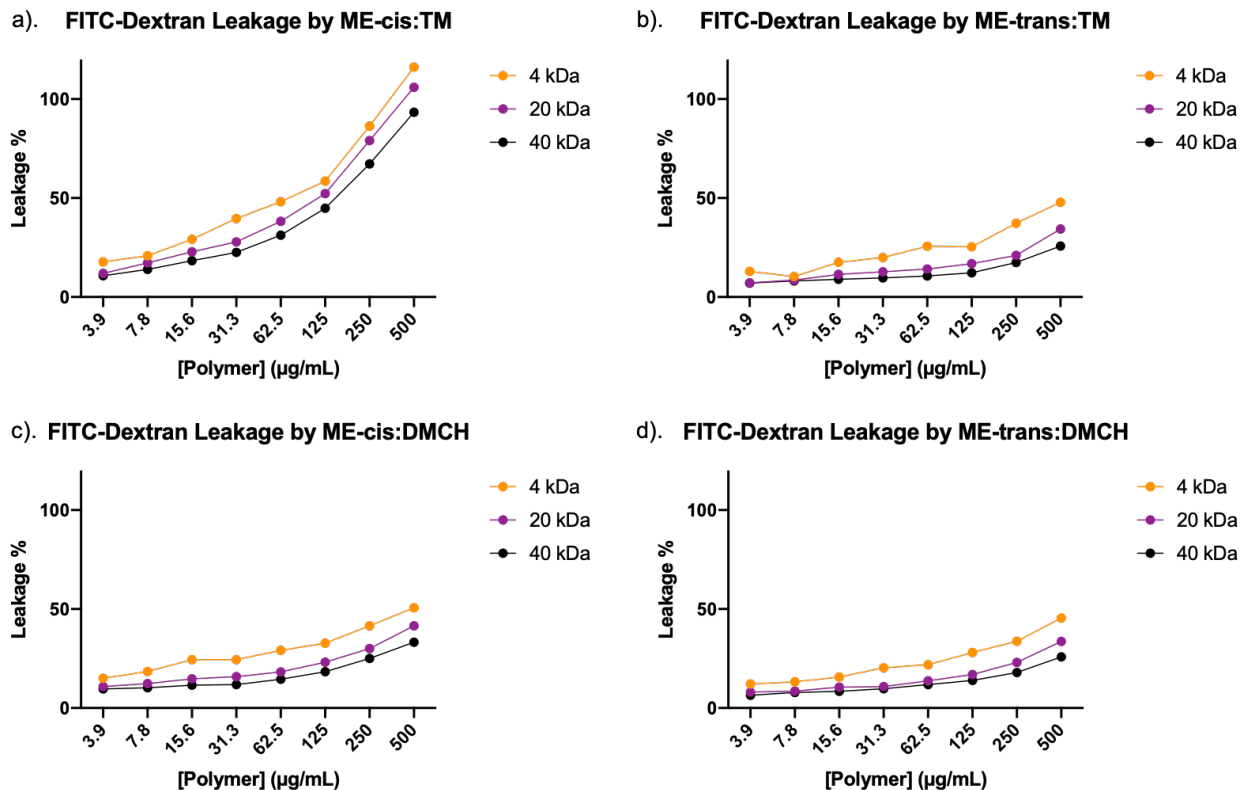 a). FITC-Dextran Leakage by ME-cis:TM
100
50
0
Leakage %
3.9 7.8 15.6 31.3 62.5 125 250 500
[Polymer] (µg/mL)
4 kDa
20 kDa
40 kDa
b). FITC-Dextran Leakage by ME-trans:TM
100
50
0
Leakage %
3.9 7.8 15.6 31.3 62.5 125 250 500
[Polymer] (µg/mL)
4 kDa
20 kDa
40 kDa
c). FITC-Dextran Leakage by ME-cis:DMCH
100
50
0
Leakage %
3.9 7.8 15.6 31.3 62.5 125 250 500
[Polymer] (µg/mL)
4 kDa
20 kDa
40 kDa
d). FITC-Dextran Leakage by ME-trans:DMCH
100
50
0
Leakage %
3.9 7.8 15.6 31.3 62.5 125 250 500
[Polymer] (µg/mL)
4 kDa
20 kDa
40 kDa